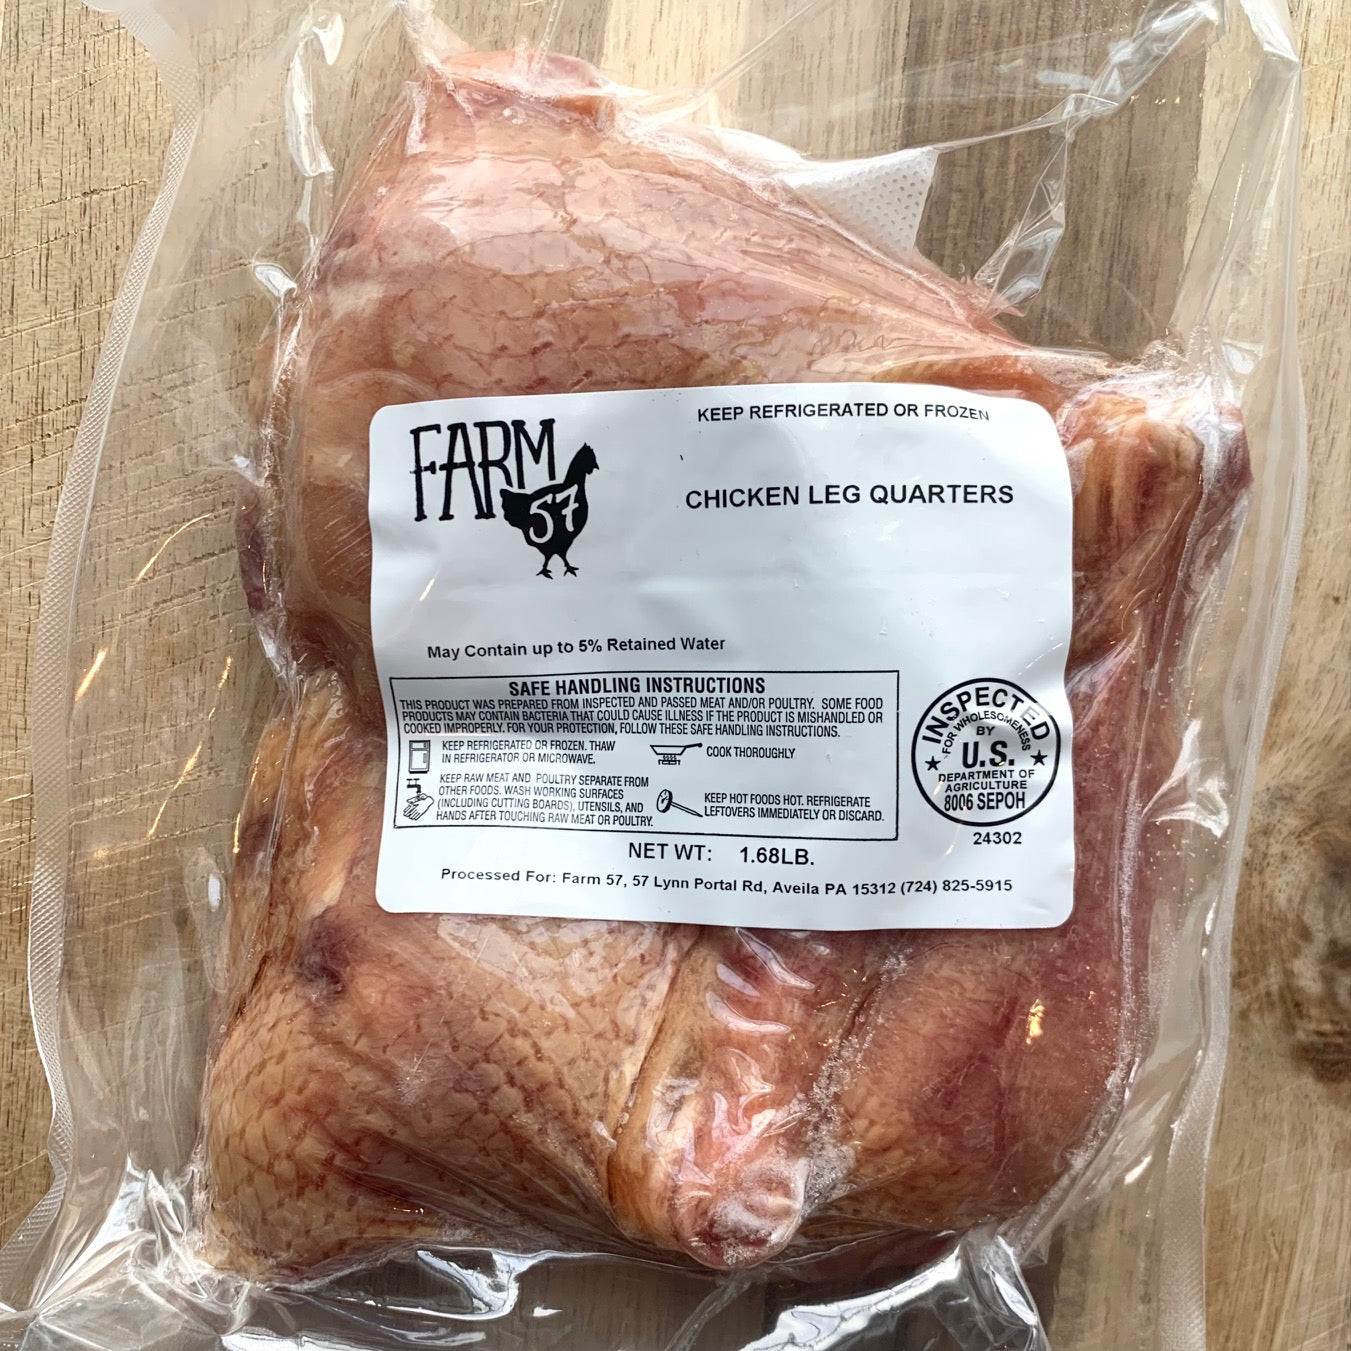 KEEP REFRIGERATED OR FROZEN
FARM
57
CHICKEN LEG QUARTERS
May Contain up to 5% Retained Water
SAFE HANDLING INSTRUCTIONS
THIS PRODUCT WAS PREPARED FROM INSPECTED AND PASSED MEAT AND/OR POULTRY. SOME FOOD
PRODUCTS MAY CONTAIN BACTERIA THAT COULD CAUSE ILLNESS IF THE PRODUCT IS MISHANDLED OR
COOKED IMPROPERLY. FOR YOUR PROTECTION, FOLLOW THESE SAFE HANDLING INSTRUCTIONS.
KEEP REFRIGERATED OR FROZEN. THAW
IN REFRIGERATOR OR MICROWAVE.
COOK THOROUGHLY
KEEP RAW MEAT AND POULTRY SEPARATE FROM
OTHER FOODS. WASH WORKING SURFACES
(INCLUDING CUTTING BOARDS), UTENSILS, AND
HANDS AFTER TOUCHING RAW MEAT OR POULTRY.
KEEP HOT FOODS HOT. REFRIGERATE
LEFTOVERS IMMEDIATELY OR DISCARD.
INSPECTED
FOR WHOLESOMENESS
BY
U.S.
DEPARTMENT OF
AGRICULTURE
8006 SEPOH
24302
NET WT: 1.68LB.
Processed For: Farm 57, 57 Lynn Portal Rd, Aveila PA 15312 (724) 825-5915